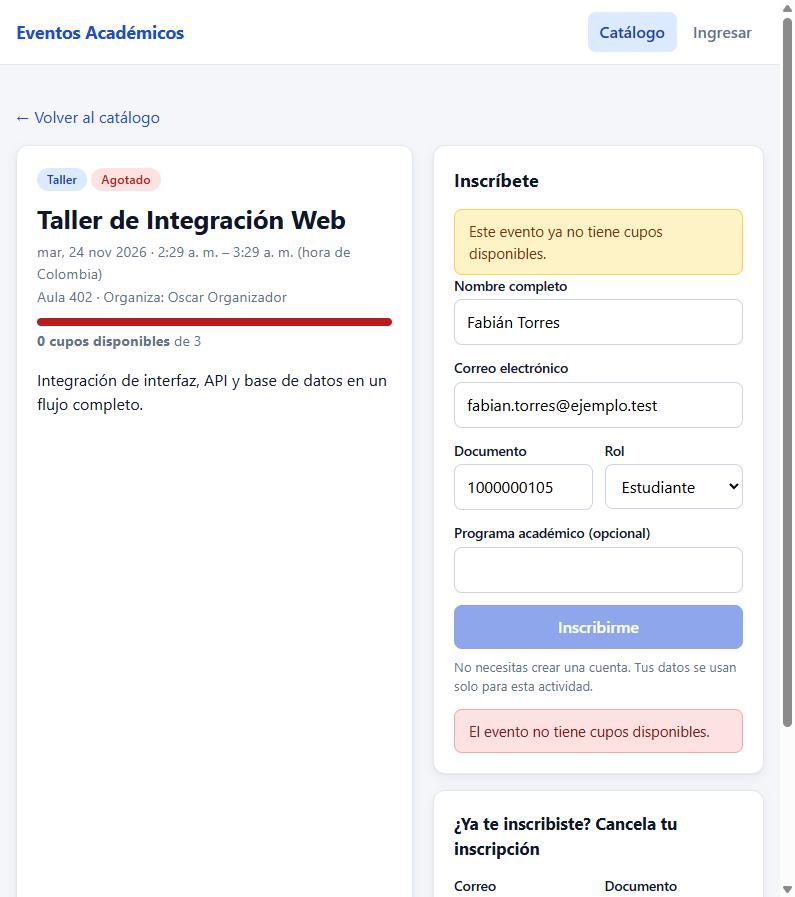 Eventos Académicos
Catálogo
Ingresar
← Volver al catálogo
Taller
Agotado
Taller de Integración Web
mar, 24 nov 2026 · 2:29 a. m. – 3:29 a. m. (hora de
Colombia)
Aula 402 · Organiza: Oscar Organizador
0 cupos disponibles de 3
Integración de interfaz, API y base de datos en un
flujo completo.
Inscríbete
Este evento ya no tiene cupos
disponibles.
Nombre completo
Fabián Torres
Correo electrónico
fabian.torres@ejemplo.test
Documento
Rol
1000000105
Estudiante
Programa académico (opcional)
Inscribirme
No necesitas crear una cuenta. Tus datos se usan
solo para esta actividad.
El evento no tiene cupos disponibles.
¿Ya te inscribiste? Cancela tu
inscripción
Correo
Documento